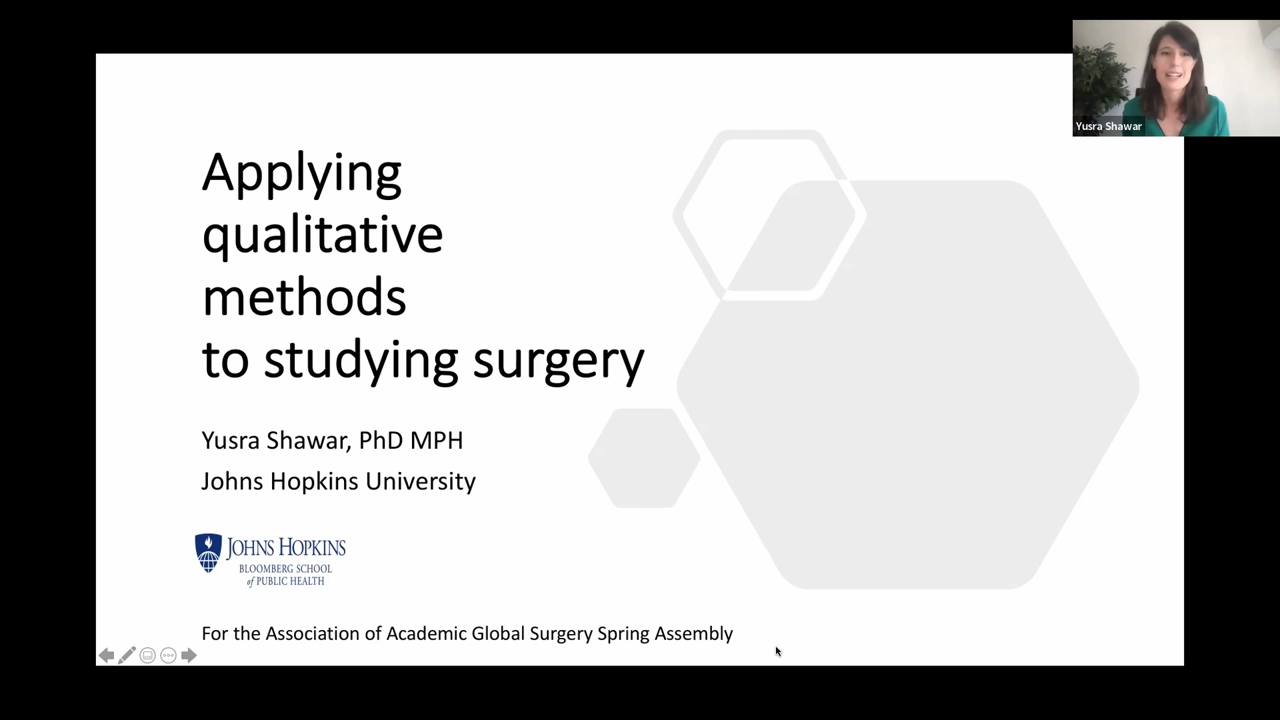 Applying
qualitative
methods
to studying surgery
Yusra Shawar, PhD MPH
Johns Hopkins University
JOHNS HOPKINS
BLOOMBERG SCHOOL
of PUBLIC HEALTH
For the Association of Academic Global Surgery Spring Assembly
Yusra Shawar